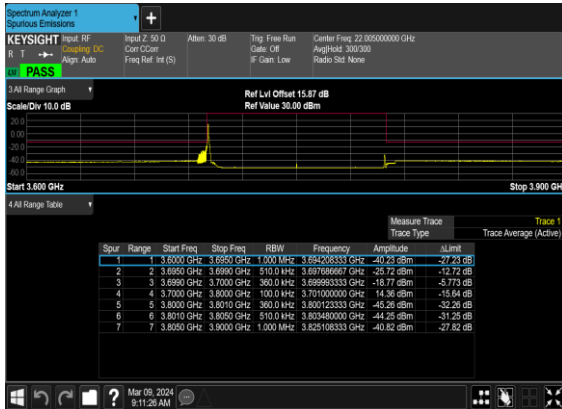 Spectrum Analyzer 1
Spurious Emissions
KEYSIGHT Input: RF Input Z: 50 Ω Atten: 30 dB Trig: Free Run Center Freq: 22.005000000 GHz
R T Coupling: DC Corr CCorr Gate: Off Avg|Hold: 300/300
Align: Auto Freq Ref: Int (S) IF Gain: Low Radio Std: None
PASS
3 All Range Graph
Ref Lvl Offset 15.87 dB
Scale/Div 10.0 dB Ref Value 30.00 dBm
20.0
0.00
-20.0
-40.0
-60.0
Start 3.600 GHz Stop 3.900 GH
4 All Range Table
Measure Trace Trace 1
Trace Type Trace Average (Active)
Spur Range Start Freq Stop Freq RBW Frequency Amplitude ΔLimit
1 1 3.6000 GHz 3.6950 GHz 1.000 MHz 3.694208333 GHz -40.23 dBm -27.23 dB
2 2 3.6950 GHz 3.6990 GHz 510.0 kHz 3.697686667 GHz -25.72 dBm -12.72 dB
3 3 3.6990 GHz 3.7000 GHz 360.0 kHz 3.699993333 GHz -18.77 dBm -5.773 dB
4 4 3.7000 GHz 3.8000 GHz 100.0 kHz 3.701000000 GHz 14.36 dBm -15.64 dB
5 5 3.8000 GHz 3.8010 GHz 360.0 kHz 3.800123333 GHz -45.26 dBm -32.26 dB
6 6 3.8010 GHz 3.8050 GHz 510.0 kHz 3.803480000 GHz -44.25 dBm -31.25 dB
7 7 3.8050 GHz 3.9000 GHz 1.000 MHz 3.825108333 GHz -40.82 dBm -27.82 dB
Mar 09, 2024
9:11:26 AM